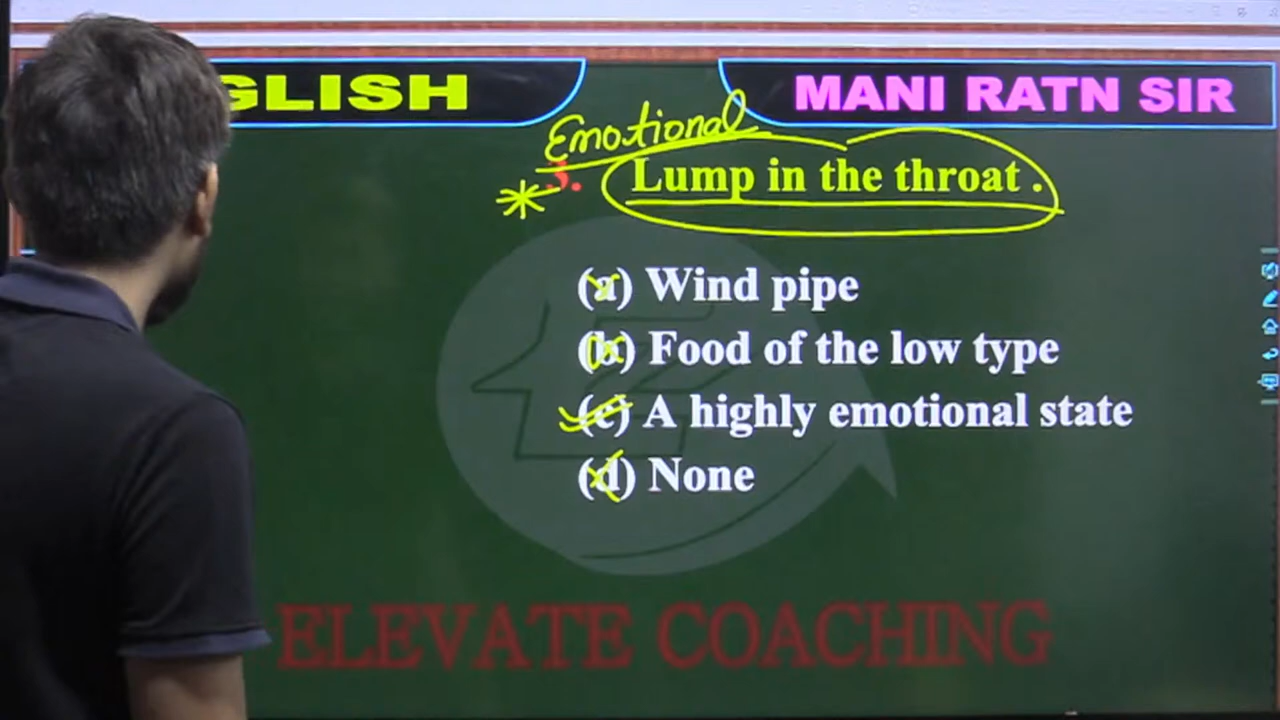 GLISH
MANI RATN SIR
Emotional
3. Lump in the throat .
(a) Wind pipe
(b) Food of the low type
(c) A highly emotional state
(d) None
ELEVATE COACHING